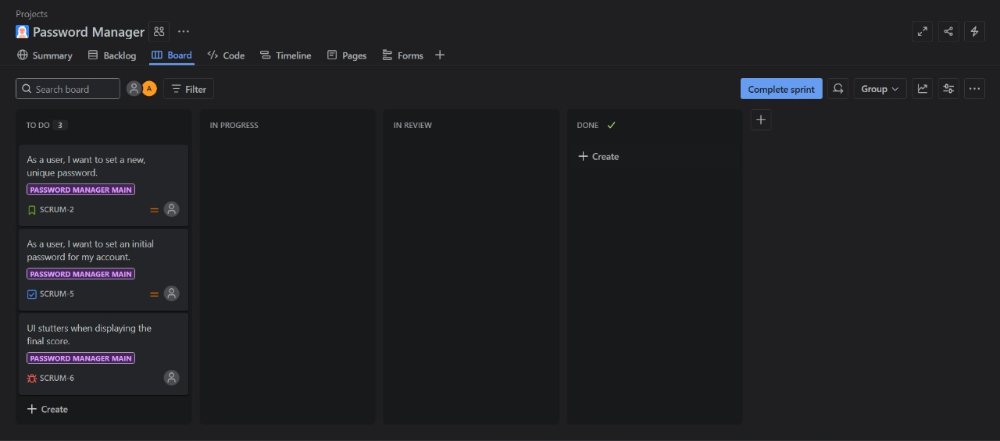 Projects
Password Manager
Summary
Backlog
Board
Code
Timeline
Pages
Forms
Search board
A
Filter
Complete sprint
Group
TO DO 3
As a user, I want to set a new,
unique password.
PASSWORD MANAGER MAIN
SCRUM-2
As a user, I want to set an initial
password for my account.
PASSWORD MANAGER MAIN
SCRUM-5
UI stutters when displaying the
final score.
PASSWORD MANAGER MAIN
SCRUM-6
Create
IN PROGRESS
IN REVIEW
DONE
Create